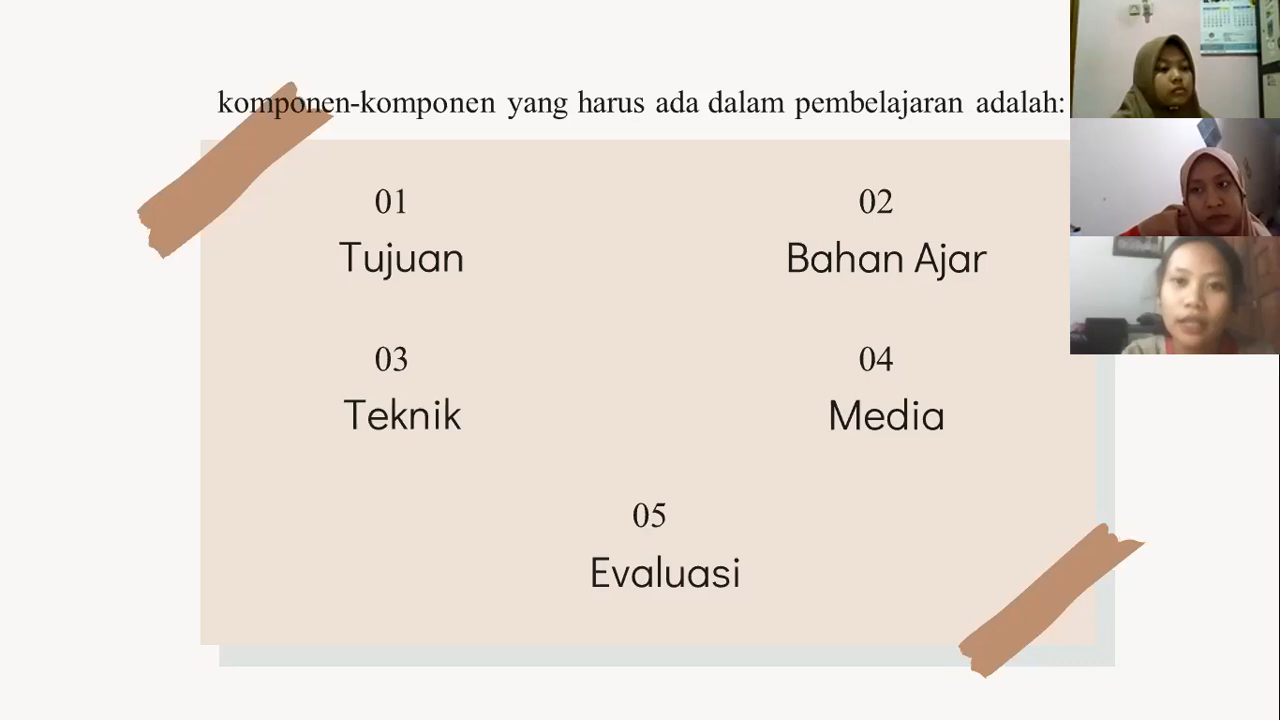 komponen-komponen yang harus ada dalam pembelajaran adalah:
01
Tujuan
02
Bahan Ajar
03
Teknik
04
Media
05
Evaluasi